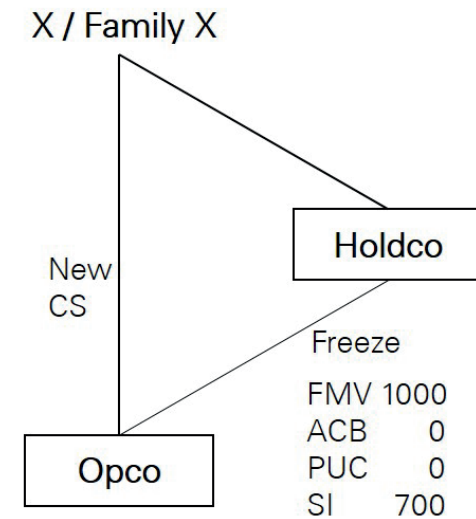 X / Family X
Holdco
New
CS
Freeze
FMV 1000
ACB 0
PUC 0
SI 700
Opco